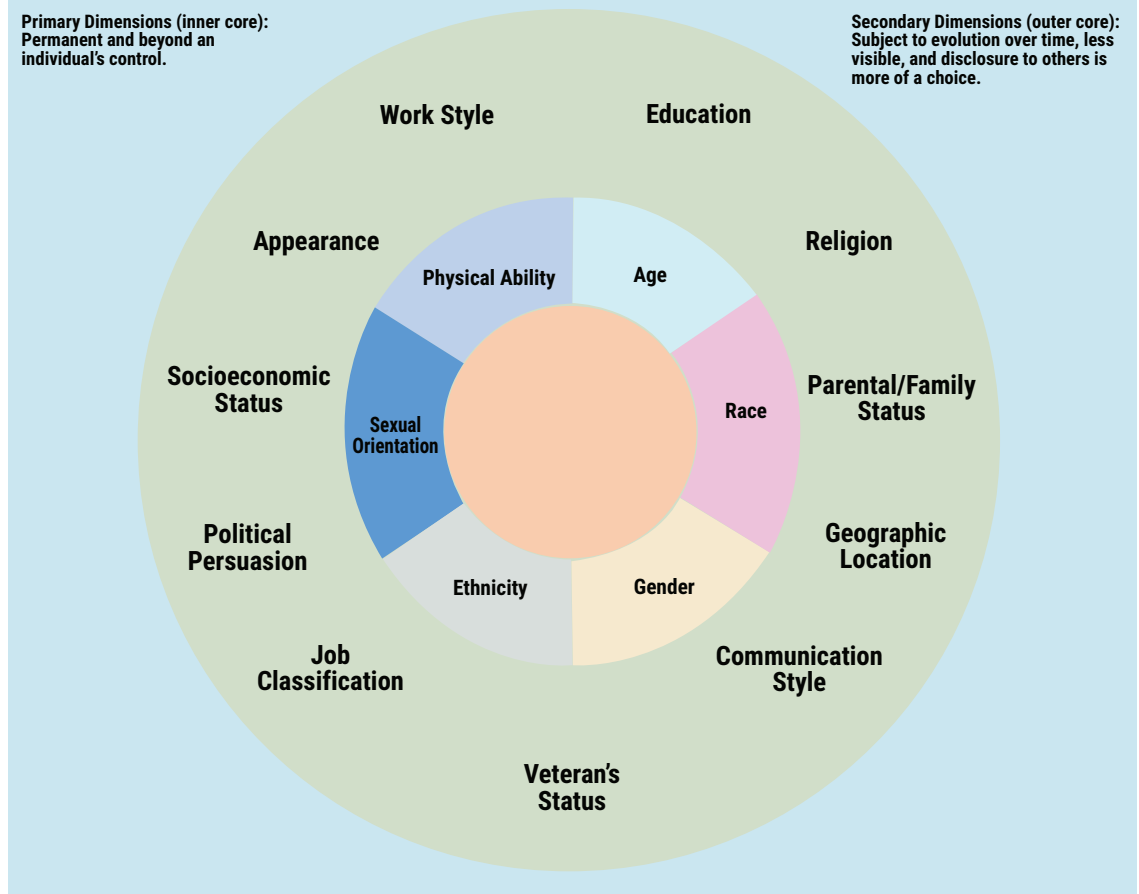 Primary Dimensions (inner core):
Permanent and beyond an
individual’s control.
Secondary Dimensions (outer core):
Subject to evolution over time, less
visible, and disclosure to others is
more of a choice.
Work Style
Education
Appearance
Religion
Physical Ability
Age
Socioeconomic
Status
Sexual
Orientation
Race
Parental/Family
Status
Political
Persuasion
Geographic
Location
Ethnicity
Gender
Job
Classification
Communication
Style
Veteran’s
Status